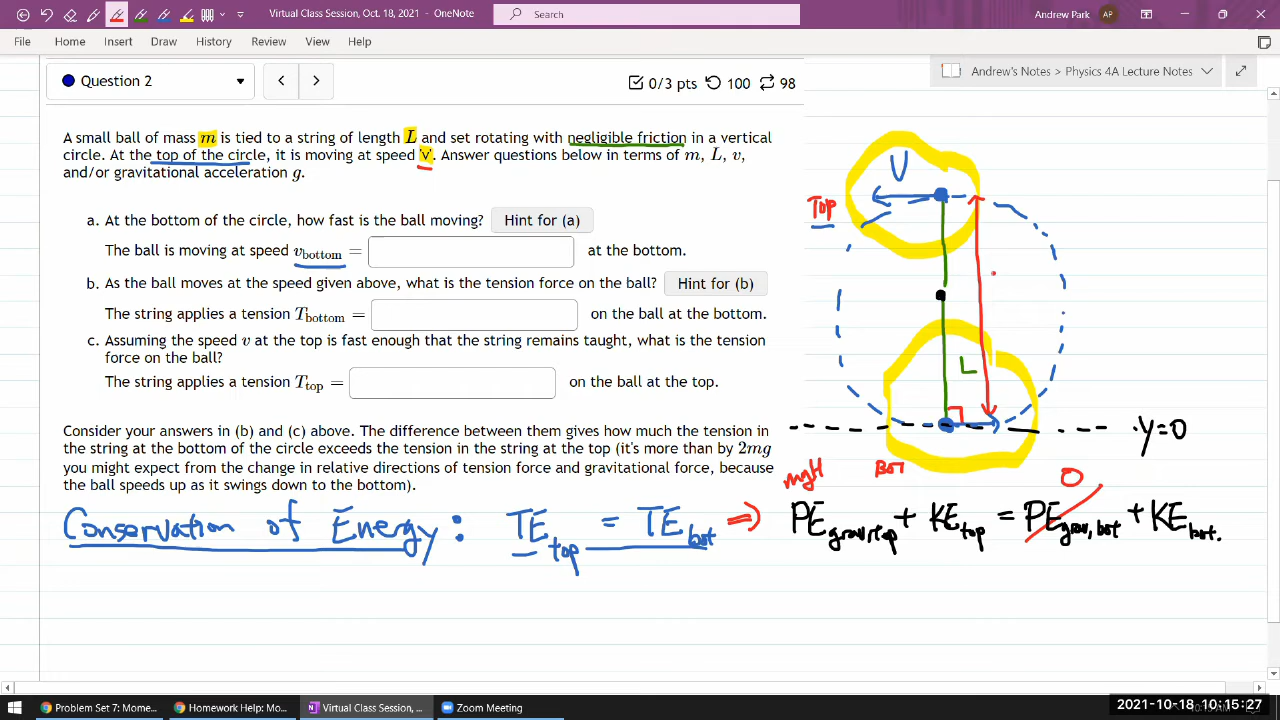 Virtual Class Session, Oct. 18, 2021 - OneNote
Search
Andrew Park
AP
File Home Insert Draw History Review View Help
Question 2
0/3 pts 100 98
Andrew's Notes > Physics 4A Lecture Notes
A small ball of mass m is tied to a string of length L and set rotating with negligible friction in a vertical
circle. At the top of the circle, it is moving at speed v. Answer questions below in terms of m, L, v,
and/or gravitational acceleration g.
a. At the bottom of the circle, how fast is the ball moving? Hint for (a)
The ball is moving at speed v_bottom = at the bottom.
b. As the ball moves at the speed given above, what is the tension force on the ball? Hint for (b)
The string applies a tension T_bottom = on the ball at the bottom.
c. Assuming the speed v at the top is fast enough that the string remains taught, what is the tension
force on the ball?
The string applies a tension T_top = on the ball at the top.
Consider your answers in (b) and (c) above. The difference between them gives how much the tension in
the string at the bottom of the circle exceeds the tension in the string at the top (it's more than by 2mg
you might expect from the change in relative directions of tension force and gravitational force, because
the ball speeds up as it swings down to the bottom).
V
Top
L
y=0
Bot
mgH
0
Conservation of Energy: TE_top = TE_bot ⇒ PE_grav,top + KE_top = PE_grav,bot + KE_bot.
Problem Set 7: Mome...
Homework Help: Mo...
Virtual Class Session, ...
Zoom Meeting
2021-10-18 10:15:27